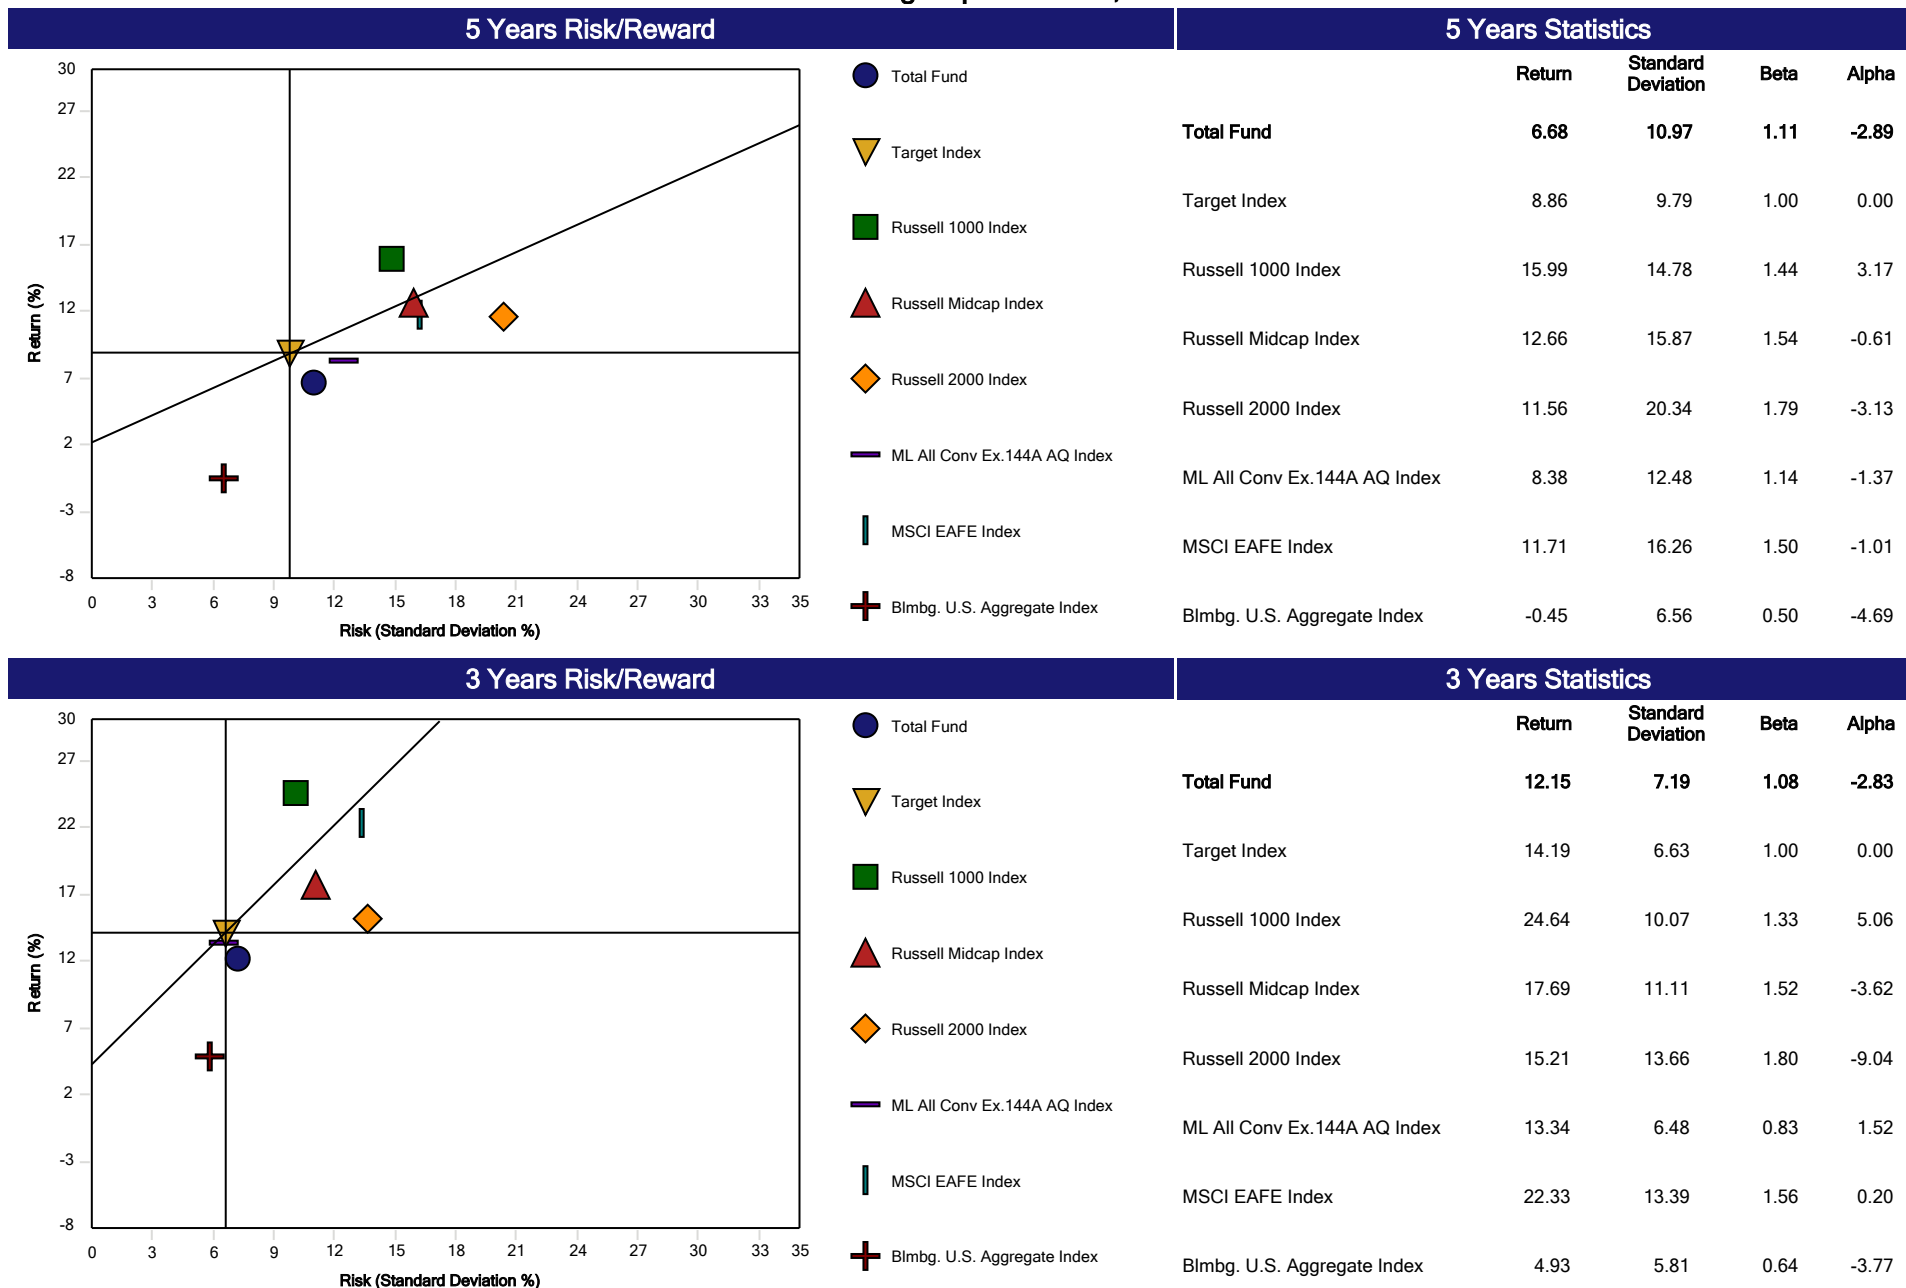 5 Years Risk/Reward
5 Years Statistics
30
27
22
17
12
7
2
-3
-8
Return (%)
0 3 6 9 12 15 18 21 24 27 30 33 35
Risk (Standard Deviation %)
Total Fund
Target Index
Russell 1000 Index
Russell Midcap Index
Russell 2000 Index
ML All Conv Ex.144A AQ Index
MSCI EAFE Index
Blmbg. U.S. Aggregate Index
Return Standard Deviation Beta Alpha
Total Fund 6.68 10.97 1.11 -2.89
Target Index 8.86 9.79 1.00 0.00
Russell 1000 Index 15.99 14.78 1.44 3.17
Russell Midcap Index 12.66 15.87 1.54 -0.61
Russell 2000 Index 11.56 20.34 1.79 -3.13
ML All Conv Ex.144A AQ Index 8.38 12.48 1.14 -1.37
MSCI EAFE Index 11.71 16.26 1.50 -1.01
Blmbg. U.S. Aggregate Index -0.45 6.56 0.50 -4.69
3 Years Risk/Reward
3 Years Statistics
30
27
22
17
12
7
2
-3
-8
Return (%)
0 3 6 9 12 15 18 21 24 27 30 33 35
Risk (Standard Deviation %)
Total Fund
Target Index
Russell 1000 Index
Russell Midcap Index
Russell 2000 Index
ML All Conv Ex.144A AQ Index
MSCI EAFE Index
Blmbg. U.S. Aggregate Index
Return Standard Deviation Beta Alpha
Total Fund 12.15 7.19 1.08 -2.83
Target Index 14.19 6.63 1.00 0.00
Russell 1000 Index 24.64 10.07 1.33 5.06
Russell Midcap Index 17.69 11.11 1.52 -3.62
Russell 2000 Index 15.21 13.66 1.80 -9.04
ML All Conv Ex.144A AQ Index 13.34 6.48 0.83 1.52
MSCI EAFE Index 22.33 13.39 1.56 0.20
Blmbg. U.S. Aggregate Index 4.93 5.81 0.64 -3.77